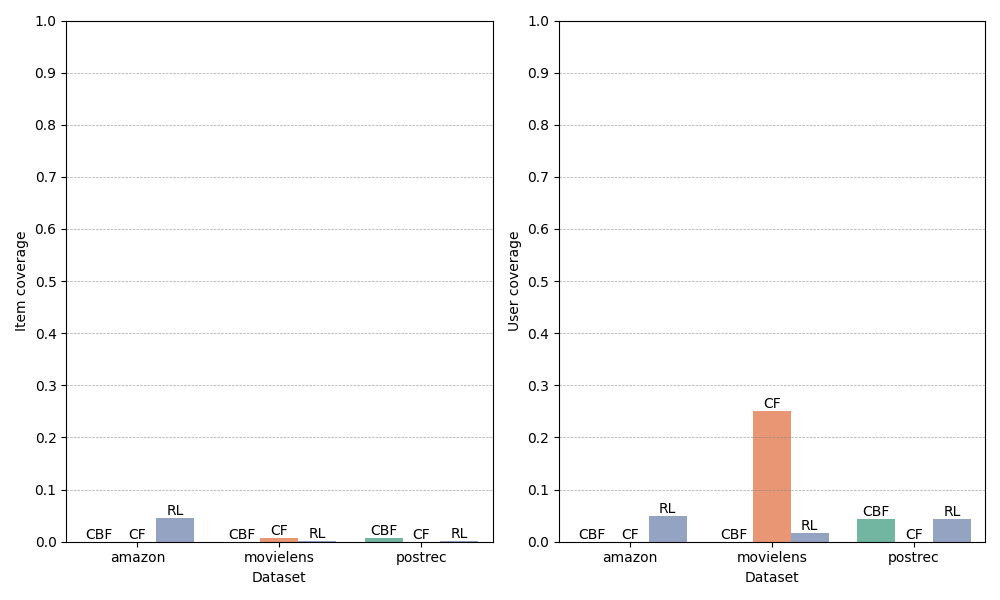 1.0
0.9
0.8
0.7
0.6
0.5
0.4
0.3
0.2
0.1
0.0
Item coverage
CBF CF RL CBF CF RL CBF CF RL
amazon movielens postrec
Dataset
1.0
0.9
0.8
0.7
0.6
0.5
0.4
0.3
0.2
0.1
0.0
User coverage
CBF CF RL CBF CF RL CBF CF RL
amazon movielens postrec
Dataset